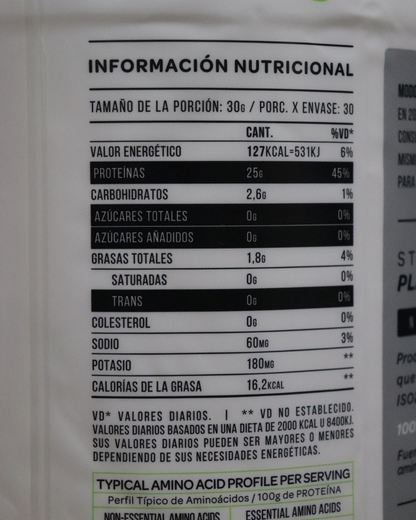 INFORMACIÓN NUTRICIONAL
TAMAÑO DE LA PORCIÓN: 30G / PORC. X ENVASE: 30
CANT. %VD*
VALOR ENERGÉTICO 127KCAL=531KJ 6%
PROTEÍNAS 25G 45%
CARBOHIDRATOS 2,6G 1%
AZÚCARES TOTALES 0G 0%
AZÚCARES AÑADIDOS 0G 0%
GRASAS TOTALES 1,8G 4%
SATURADAS 0G 0%
TRANS 0G 0%
COLESTEROL 0G 0%
SODIO 60MG 3%
POTASIO 180MG **
CALORÍAS DE LA GRASA 16,2KCAL **
VD* VALORES DIARIOS. | ** VD NO ESTABLECIDO.
VALORES DIARIOS BASADOS EN UNA DIETA DE 2000 KCAL U 8400KJ.
SUS VALORES DIARIOS PUEDEN SER MAYORES O MENORES
DEPENDIENDO DE SUS NECESIDADES ENERGÉTICAS.
TYPICAL AMINO ACID PROFILE PER SERVING
Perfil Típico de Aminoácidos / 100g de PROTEÍNA
NON-ESSENTIAL AMINO ACIDS ESSENTIAL AMINO ACIDS